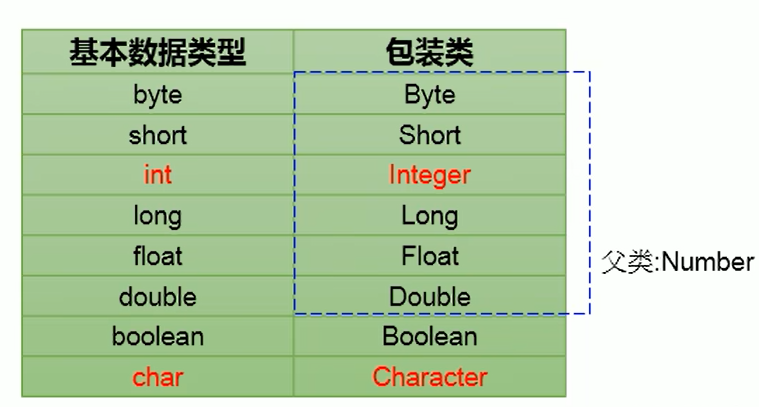 基本数据类型 包装类
byte Byte
short Short
int Integer
long Long
float Float
double Double
boolean Boolean
char Character
父类:Number